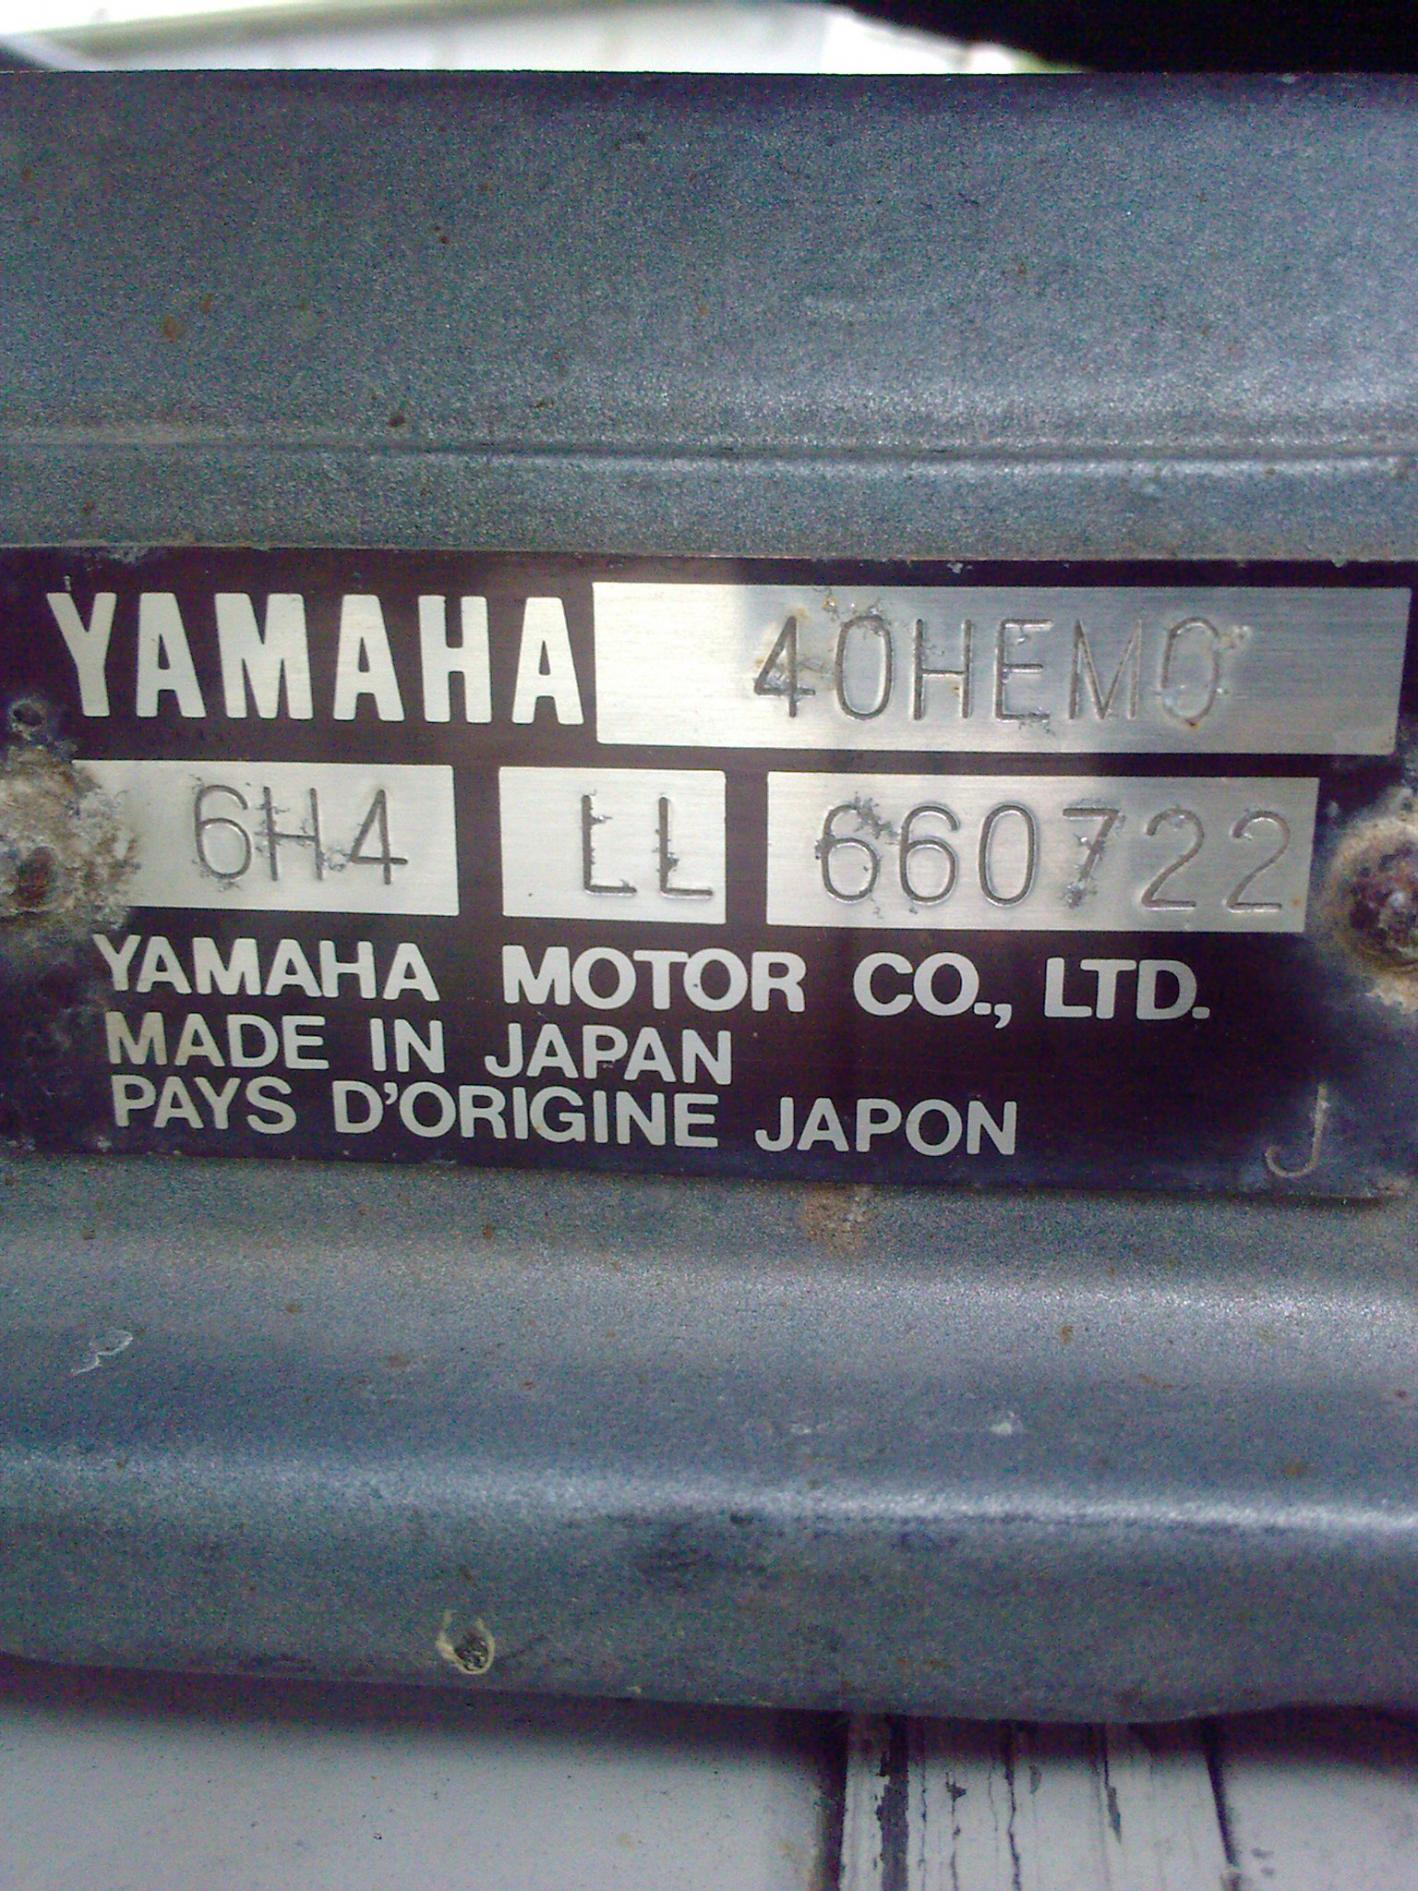 YAMAHA 40HEMO
6H4 LL 660722
YAMAHA MOTOR CO., LTD.
MADE IN JAPAN
PAYS D'ORIGINE JAPON
J